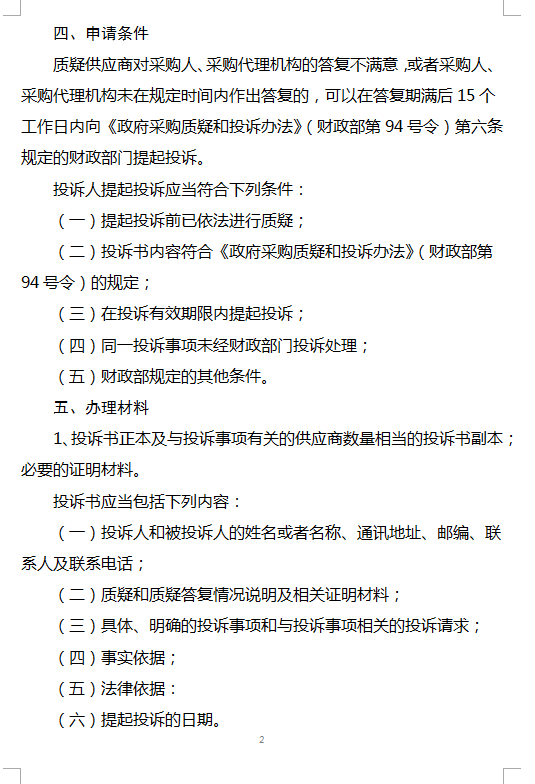 四、申请条件
质疑供应商对采购人、采购代理机构的答复不满意,或者采购人、
采购代理机构未在规定时间内作出答复的，可以在答复期满后 15 个
工作日内向《政府采购质疑和投诉办法》（财政部第 94 号令）第六条
规定的财政部门提起投诉。
投诉人提起投诉应当符合下列条件：
（一）提起投诉前已依法进行质疑；
（二）投诉书内容符合《政府采购质疑和投诉办法》（财政部第
94 号令）的规定；
（三）在投诉有效期限内提起投诉；
（四）同一投诉事项未经财政部门投诉处理；
（五）财政部规定的其他条件。
五、办理材料
1、投诉书正本及与投诉事项有关的供应商数量相当的投诉书副本；
必要的证明材料。
投诉书应当包括下列内容：
（一）投诉人和被投诉人的姓名或者名称、通讯地址、邮编、联
系人及联系电话；
（二）质疑和质疑答复情况说明及相关证明材料；
（三）具体、明确的投诉事项和与投诉事项相关的投诉请求；
（四）事实依据；
（五）法律依据：
（六）提起投诉的日期。
2